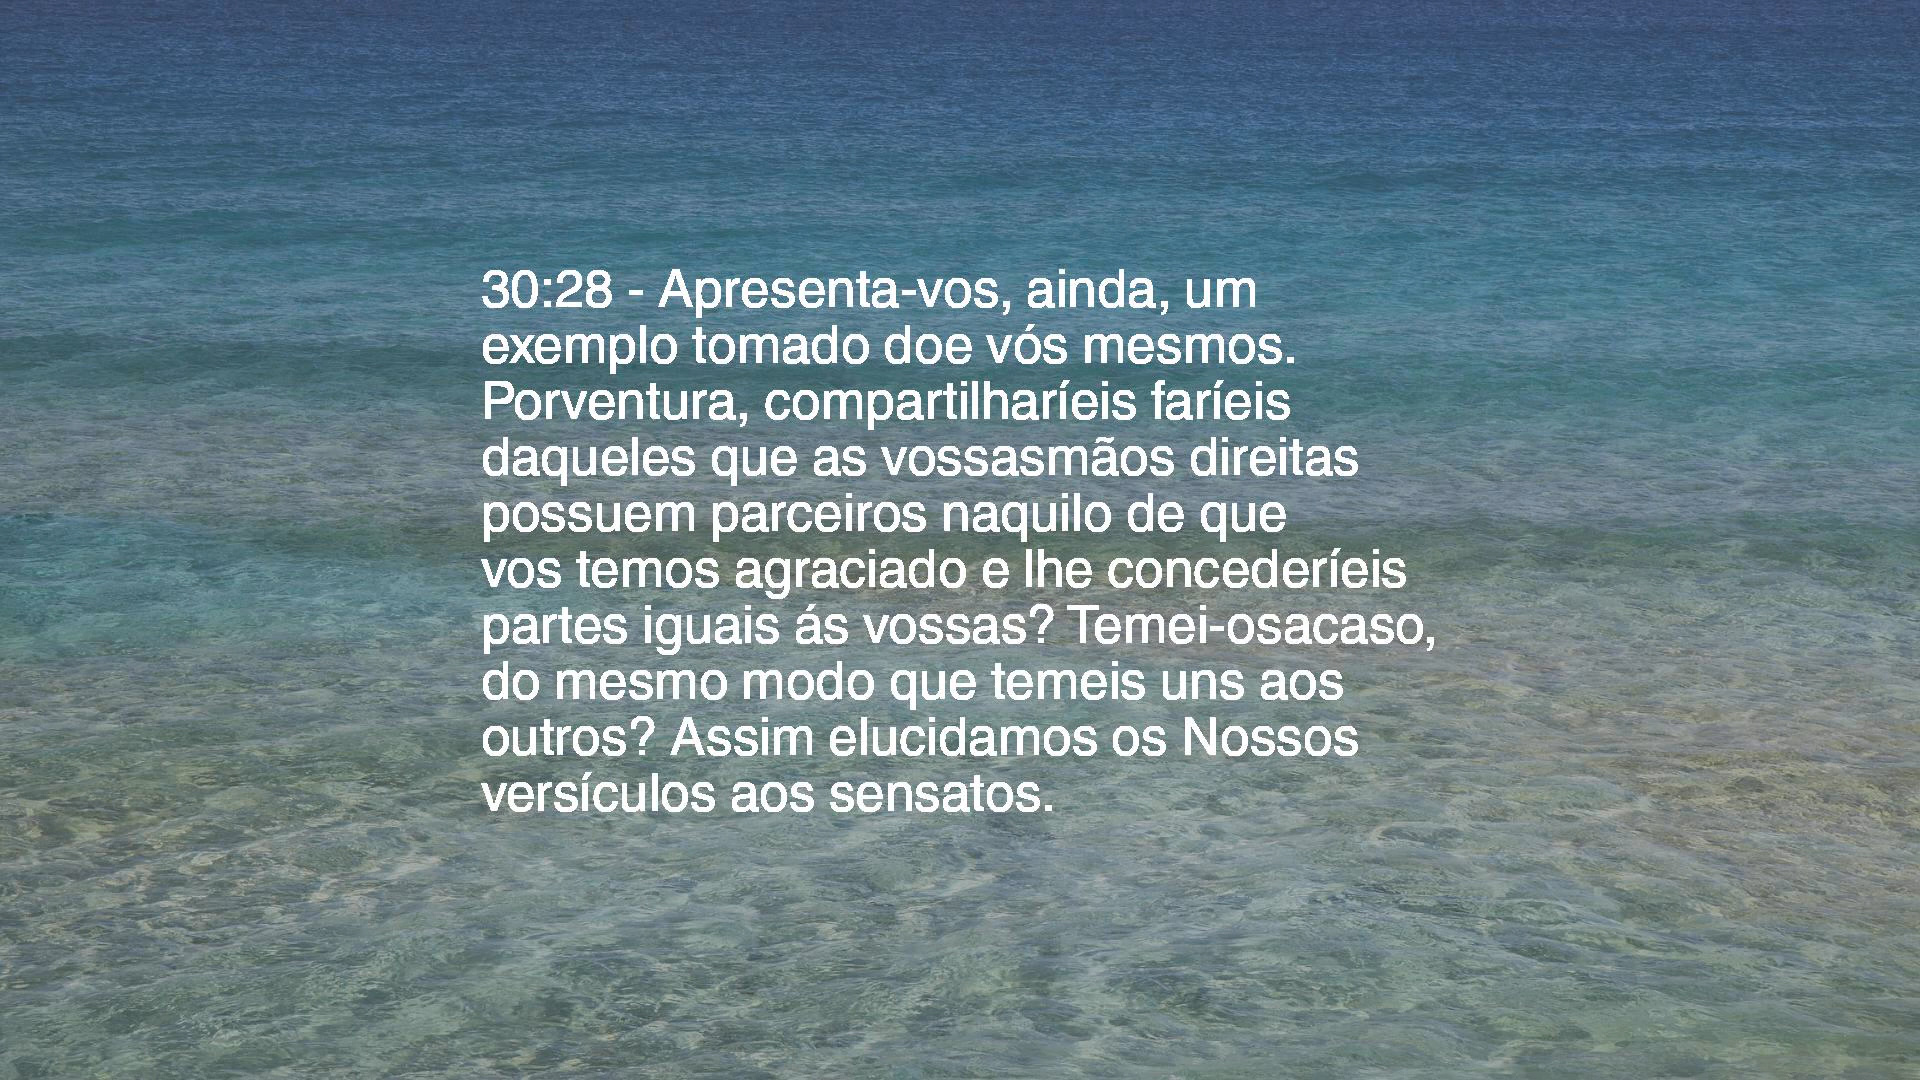 30:28 - Apresenta-vos, ainda, um
exemplo tomado doe vós mesmos.
Porventura, compartilharíeis faríeis
daqueles que as vossasmãos direitas
possuem parceiros naquilo de que
vos temos agraciado e lhe concederíeis
partes iguais ás vossas? Temei-osacaso,
do mesmo modo que temeis uns aos
outros? Assim elucidamos os Nossos
versículos aos sensatos.